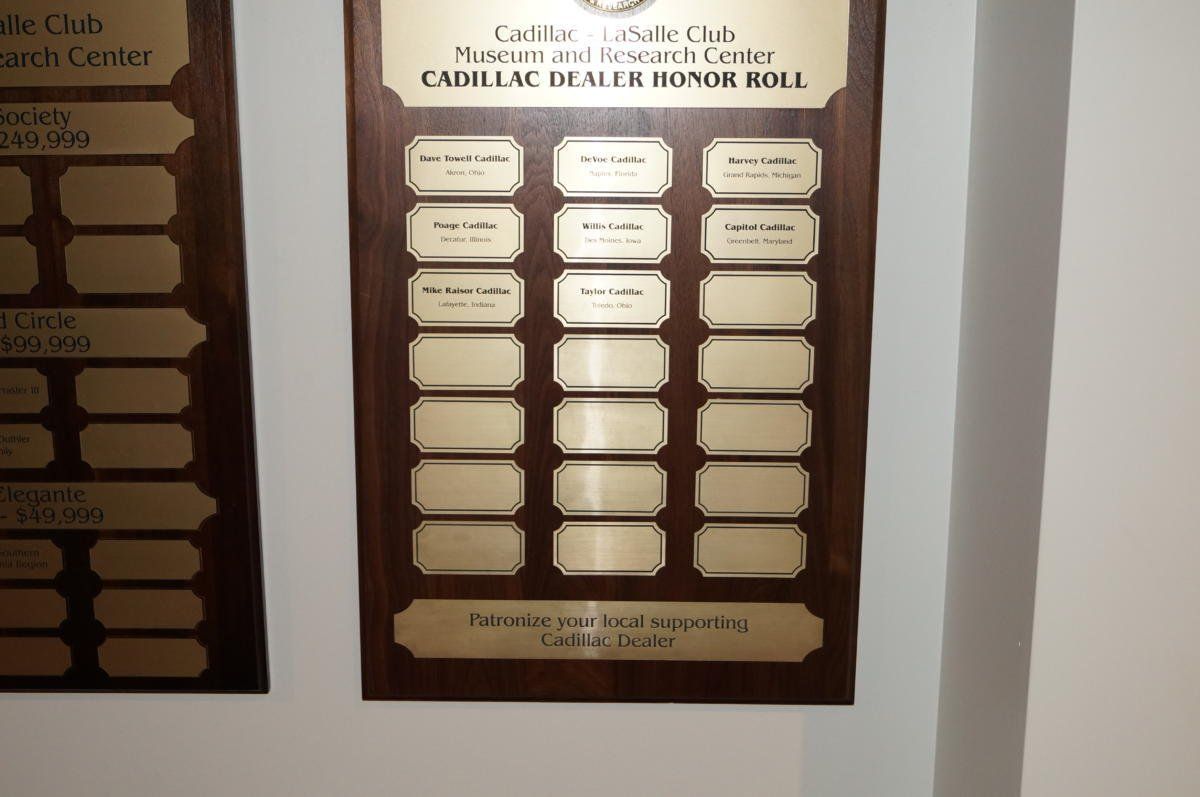 alle Club
earch Center
Society
249,999
d Circle
$99,999
Elegante
- $49,999
RESEARCH
Cadillac - LaSalle Club
Museum and Research Center
CADILLAC DEALER HONOR ROLL
Dave Towell Cadillac
Akron, Ohio
DeVoe Cadillac
Naples, Florida
Harvey Cadillac
Grand Rapids, Michigan
Poage Cadillac
Decatur, Illinois
Willis Cadillac
Des Moines, Iowa
Capitol Cadillac
Greenbelt, Maryland
Mike Raisor Cadillac
Lafayette, Indiana
Taylor Cadillac
Toledo, Ohio
Patronize your local supporting
Cadillac Dealer